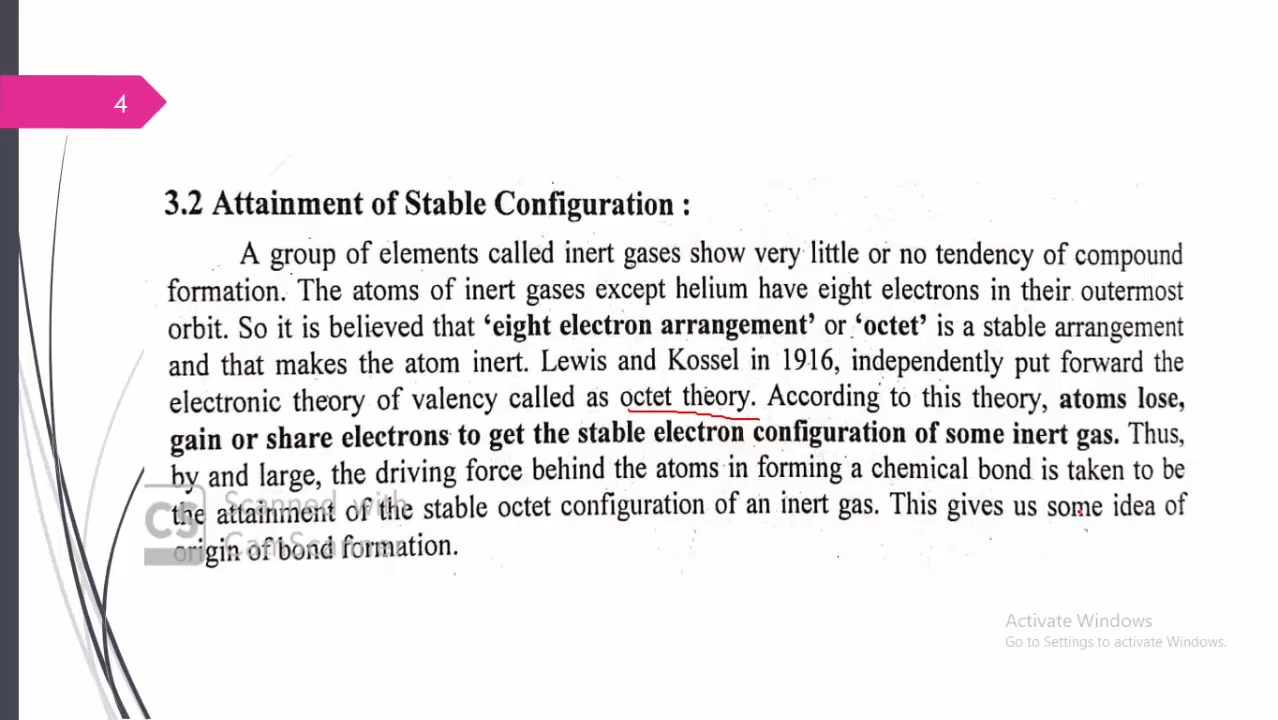 4
3.2 Attainment of Stable Configuration :
A group of elements called inert gases show very little or no tendency of compound
formation. The atoms of inert gases except helium have eight electrons in their outermost
orbit. So it is believed that ‘eight electron arrangement’ or ‘octet’ is a stable arrangement
and that makes the atom inert. Lewis and Kossel in 1916, independently put forward the
electronic theory of valency called as octet theory. According to this theory, atoms lose,
gain or share electrons to get the stable electron configuration of some inert gas. Thus,
by and large, the driving force behind the atoms in forming a chemical bond is taken to be
the attainment of the stable octet configuration of an inert gas. This gives us some idea of
origin of bond formation.
CS Scanned with
CamScanner
Activate Windows
Go to Settings to activate Windows.